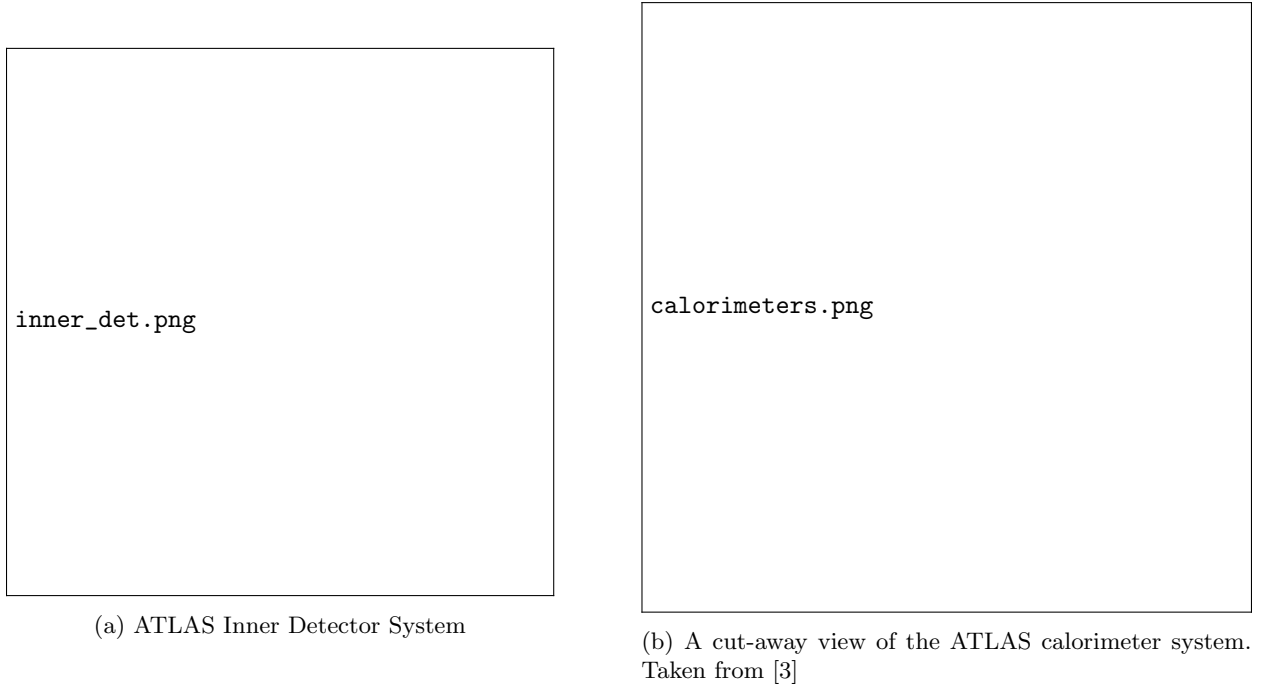 inner_det.png
(a) ATLAS Inner Detector System
calorimeters.png
(b) A cut-away view of the ATLAS calorimeter system.
Taken from [3]